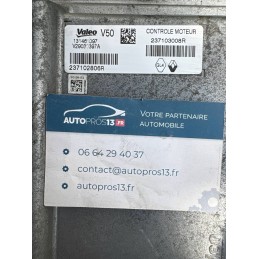 Valeo V50
CONTROLE MOTEUR
237103008R
237102806R
AUTOPROS13.FR
VOTRE PARTENAIRE
AUTOMOBILE
06 64 29 40 37
contact@autopros13.fr
autopros13.fr